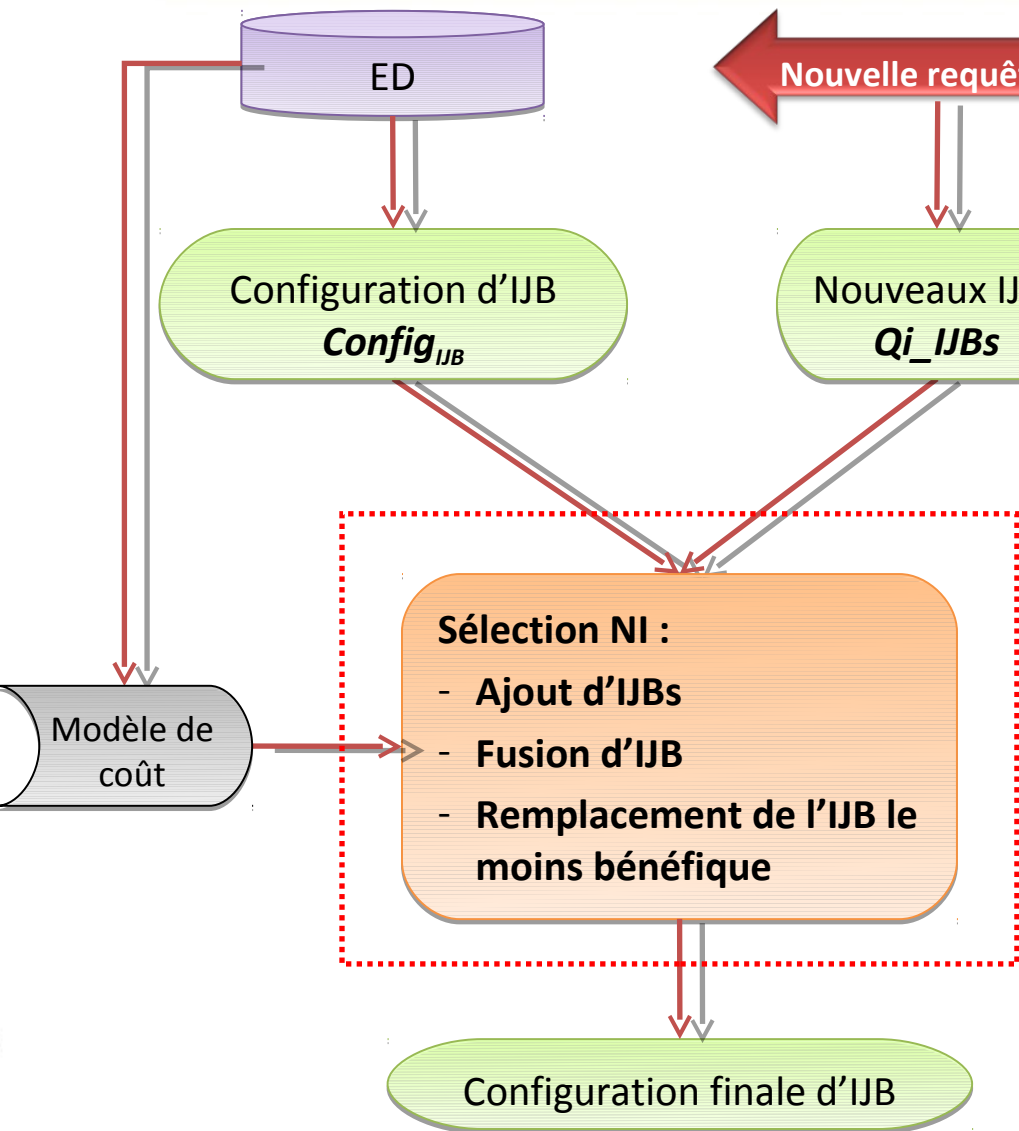 ED
Nouvelle requêt
Configuration d’IJB
Config_IJB
Nouveaux IJ
Qi_IJBs
Sélection NI :
- Ajout d’IJBs
- Fusion d’IJB
- Remplacement de l’IJB le
moins bénéfique
Modèle de
coût
Configuration finale d’IJB